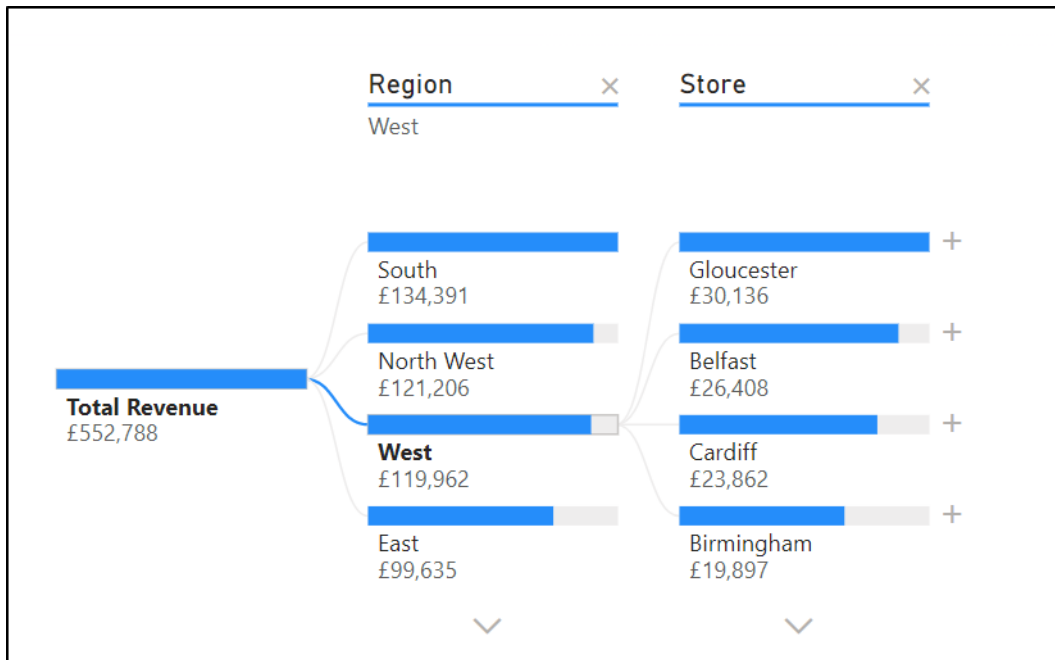 Region
Store
West
South
£134,391
Gloucester
£30,136
North West
£121,206
Belfast
£26,408
Total Revenue
£552,788
West
£119,962
Cardiff
£23,862
East
£99,635
Birmingham
£19,897